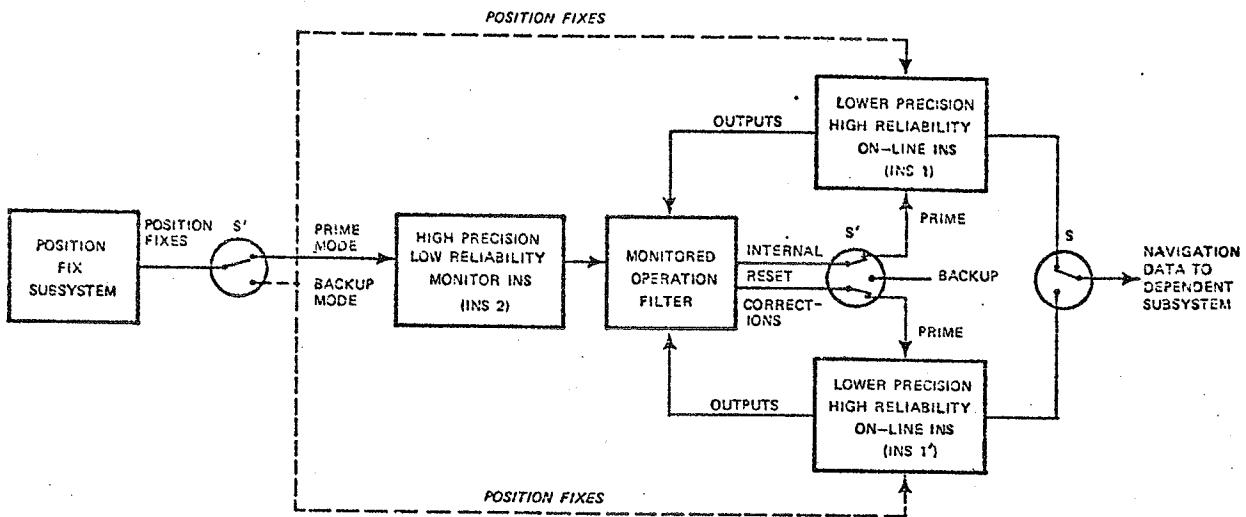 POSITION FIXES
POSITION
FIX
SUBSYSTEM
POSITION
FIXES
S'
PRIME
MODE
BACKUP
MODE
HIGH PRECISION
LOW RELIABILITY
MONITOR INS
(INS 2)
OUTPUTS
MONITORED
OPERATION
FILTER
OUTPUTS
INTERNAL
RESET
CORRECT-
IONS
S'
PRIME
BACKUP
PRIME
LOWER PRECISION
HIGH RELIABILITY
ON-LINE INS
(INS 1)
LOWER PRECISION
HIGH RELIABILITY
ON-LINE INS
(INS 1')
S
NAVIGATION
DATA TO
DEPENDENT
SUBSYSTEM
POSITION FIXES